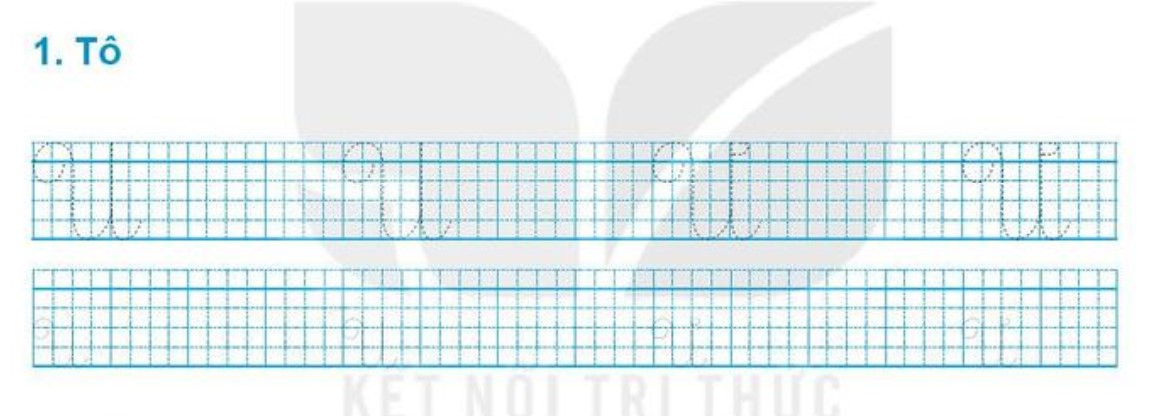 1. Tô
U U Ư Ư
U U Ư Ư
KẾT NỐI TRI THỨC